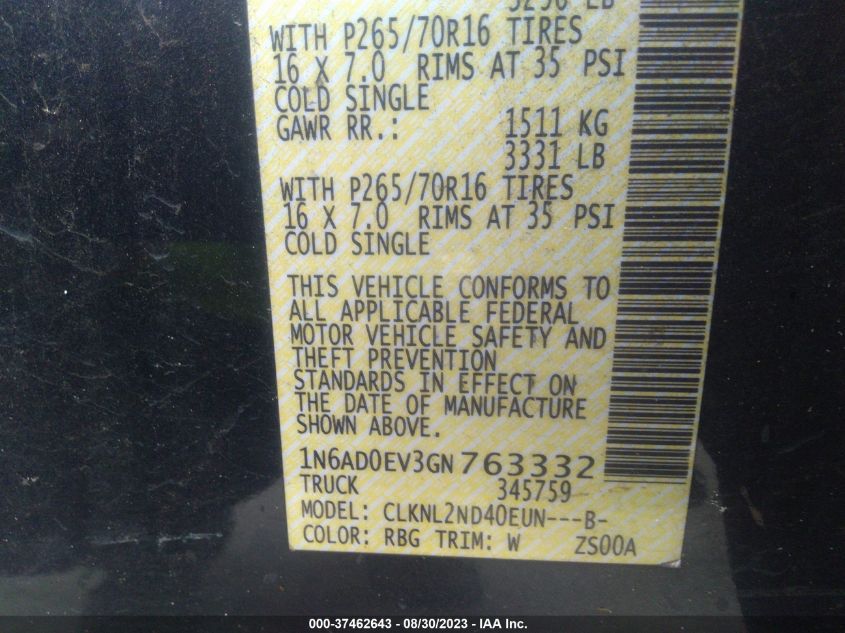 3256 LB
WITH P265/70R16 TIRES
16 X 7.0 RIMS AT 35 PSI
COLD SINGLE
GAWR RR.: 1511 KG
3331 LB
WITH P265/70R16 TIRES
16 X 7.0 RIMS AT 35 PSI
COLD SINGLE
THIS VEHICLE CONFORMS TO
ALL APPLICABLE FEDERAL
MOTOR VEHICLE SAFETY AND
THEFT PREVENTION
STANDARDS IN EFFECT ON
THE DATE OF MANUFACTURE
SHOWN ABOVE.
1N6AD0EV3GN763332
TRUCK 345759
MODEL: CLKNL2ND40EUN---B-
COLOR: RBG TRIM: W ZS00A
000-37462643 - 08/30/2023 - IAA Inc.